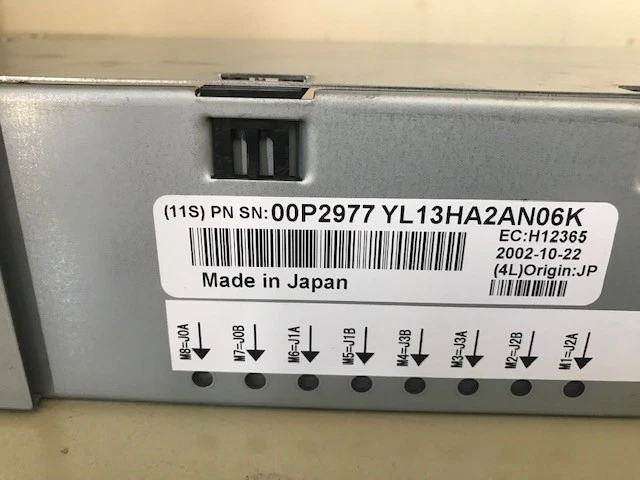 (11S) PN SN: 00P2977 YL13HA2AN06K
EC:H12365
2002-10-22
Made in Japan
(4L)Origin:JP
M8=J0A
M7=J0B
M6=J1A
M5=J1B
M4=J3B
M3=J3A
M2=J2B
M1=J2A